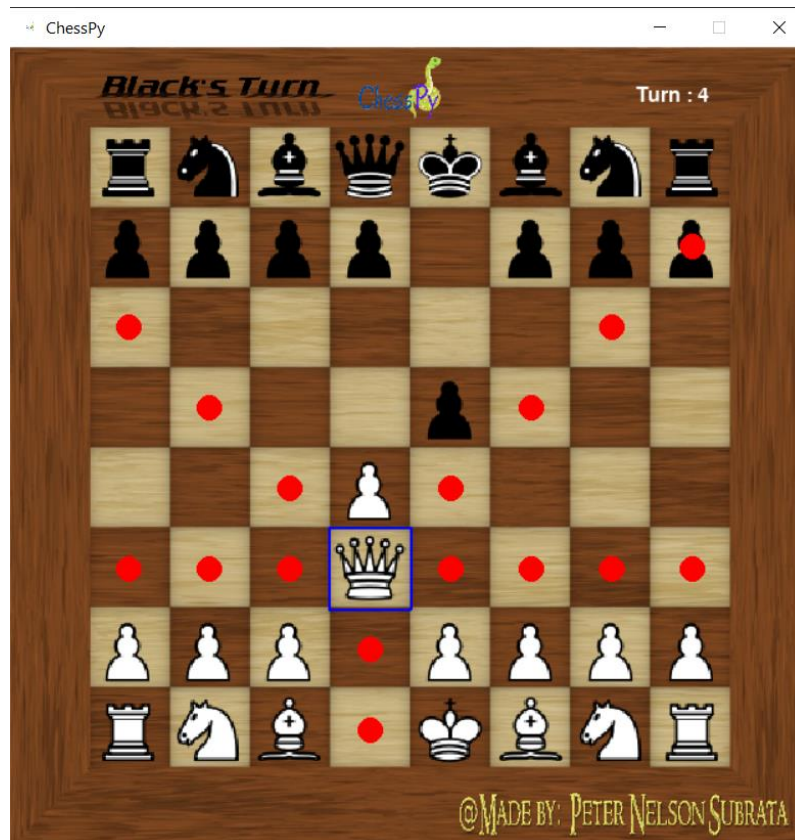 ChessPy
Black's Turn
ChessPy
Turn : 4
@Made by: Peter Nelson Subrata